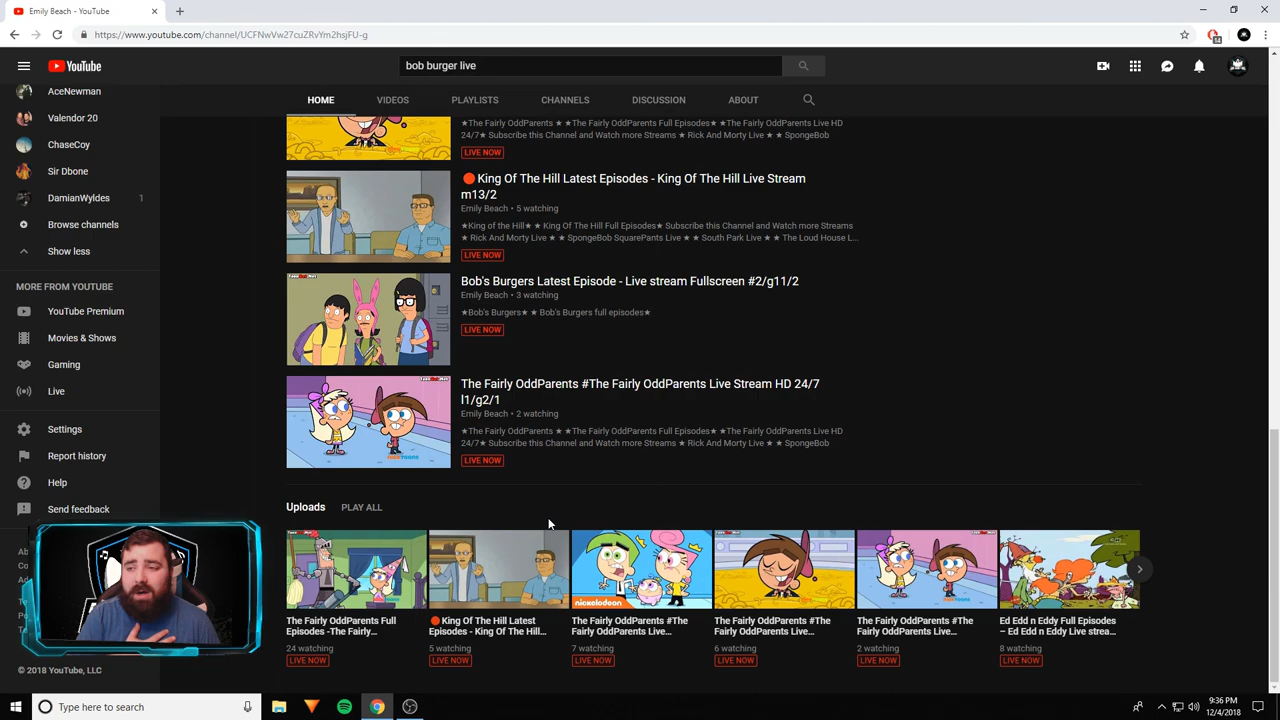 Emily Beach - YouTube
https://www.youtube.com/channel/UCFNwVw27cuZRvYm2hsjFU-g
14
YouTube
bob burger live
HOME
VIDEOS
PLAYLISTS
CHANNELS
DISCUSSION
ABOUT
AceNewman
Valendor 20
ChaseCoy
Sir Dbone
DamianWyldes 1
Browse channels
Show less
MORE FROM YOUTUBE
YouTube Premium
Movies & Shows
Gaming
Live
Settings
Report history
Help
Send feedback
© 2018 YouTube, LLC
★The Fairly OddParents ★ ★The Fairly OddParents Full Episodes★ ★The Fairly OddParents Live HD
24/7★ Subscribe this Channel and Watch more Streams ★ Rick And Morty Live ★ ★ SpongeBob
LIVE NOW
King Of The Hill Latest Episodes - King Of The Hill Live Stream
m13/2
Emily Beach • 5 watching
★King of the Hill★ ★ King Of The Hill Full Episodes★ Subscribe this Channel and Watch more Streams
★ Rick And Morty Live ★ ★ SpongeBob SquarePants Live ★ ★ South Park Live ★ ★ The Loud House L...
LIVE NOW
Bob's Burgers Latest Episode - Live stream Fullscreen #2/g11/2
Emily Beach • 3 watching
★Bob's Burgers★ ★ Bob's Burgers full episodes★
LIVE NOW
The Fairly OddParents #The Fairly OddParents Live Stream HD 24/7
l1/g2/1
Emily Beach • 2 watching
★The Fairly OddParents ★ ★The Fairly OddParents Full Episodes★ ★The Fairly OddParents Live HD
24/7★ Subscribe this Channel and Watch more Streams ★ Rick And Morty Live ★ ★ SpongeBob
LIVE NOW
NICKTOONS
Uploads
PLAY ALL
nickelodeon
The Fairly OddParents Full
Episodes -The Fairly...
24 watching
LIVE NOW
King Of The Hill Latest
Episodes - King Of The Hill...
5 watching
LIVE NOW
The Fairly OddParents #The
Fairly OddParents Live...
7 watching
LIVE NOW
The Fairly OddParents #The
Fairly OddParents Live...
6 watching
LIVE NOW
The Fairly OddParents #The
Fairly OddParents Live...
2 watching
LIVE NOW
Ed Edd n Eddy Full Episodes
– Ed Edd n Eddy Live strea...
8 watching
LIVE NOW
Type here to search
9:36 PM
12/4/2018